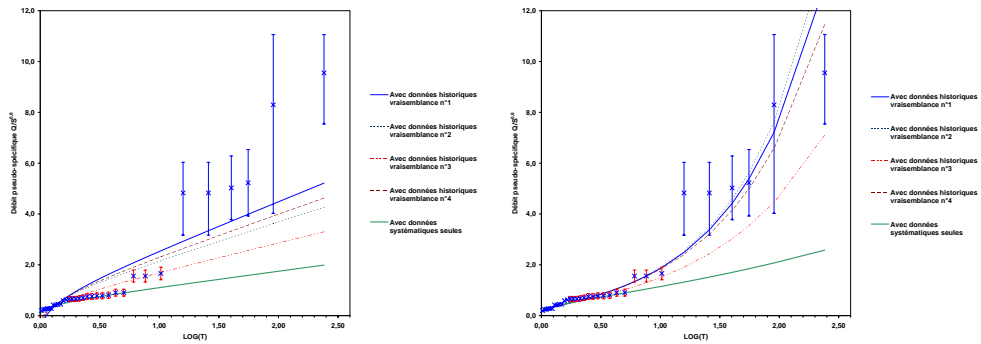 12,0
10,0
8,0
6,0
4,0
2,0
0,0
Débit pseudo-spécifique Q/S^0,8
0,00 0,50 1,00 1,50 2,00 2,50
LOG(T)
Avec données historiques
vraisemblance n°1
Avec données historiques
vraisemblance n°2
Avec données historiques
vraisemblance n°3
Avec données historiques
vraisemblance n°4
Avec données
systématiques seules
12,0
10,0
8,0
6,0
4,0
2,0
0,0
Débit pseudo-spécifique Q/S^0,8
0,00 0,50 1,00 1,50 2,00 2,50
LOG(T)
Avec données historiques
vraisemblance n°1
Avec données historiques
vraisemblance n°2
Avec données historiques
vraisemblance n°3
Avec données historiques
vraisemblance n°4
Avec données
systématiques seules